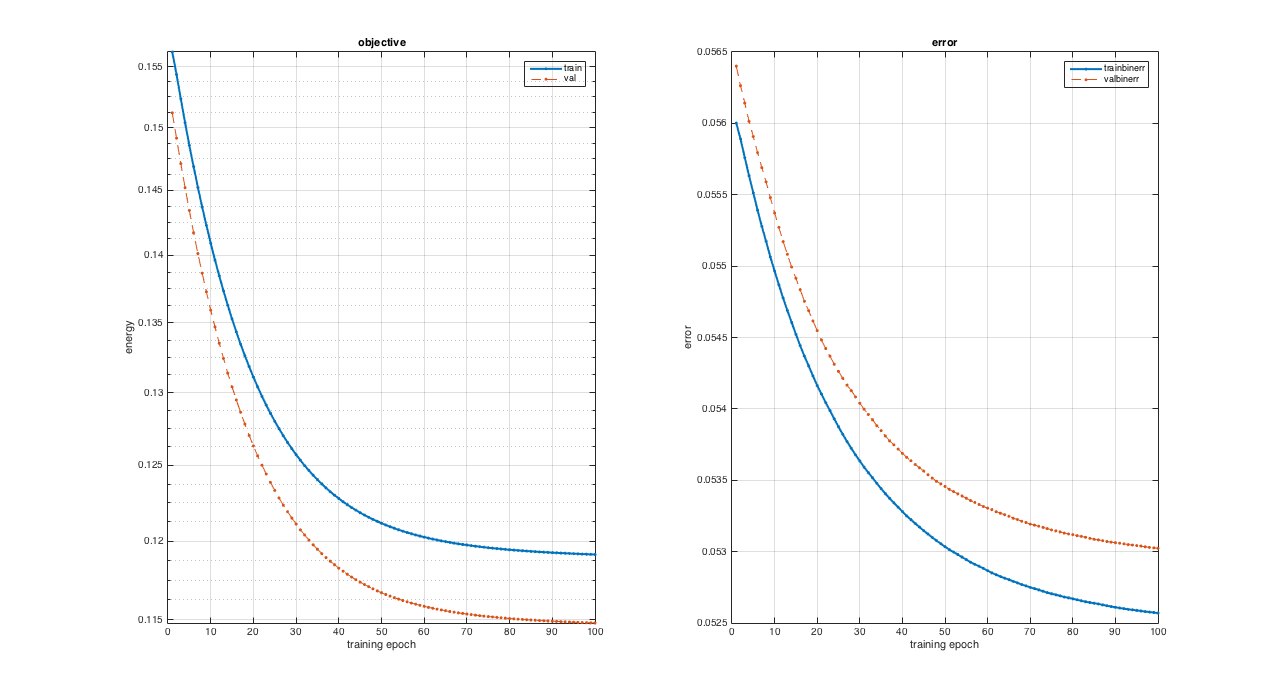 objective
train
val
0.155
0.15
0.145
0.14
0.135
0.13
0.125
0.12
0.115
energy
0 10 20 30 40 50 60 70 80 90 100
training epoch
error
trainbinerr
valbinerr
0.0565
0.056
0.0555
0.055
0.0545
0.054
0.0535
0.053
0.0525
error
0 10 20 30 40 50 60 70 80 90 100
training epoch